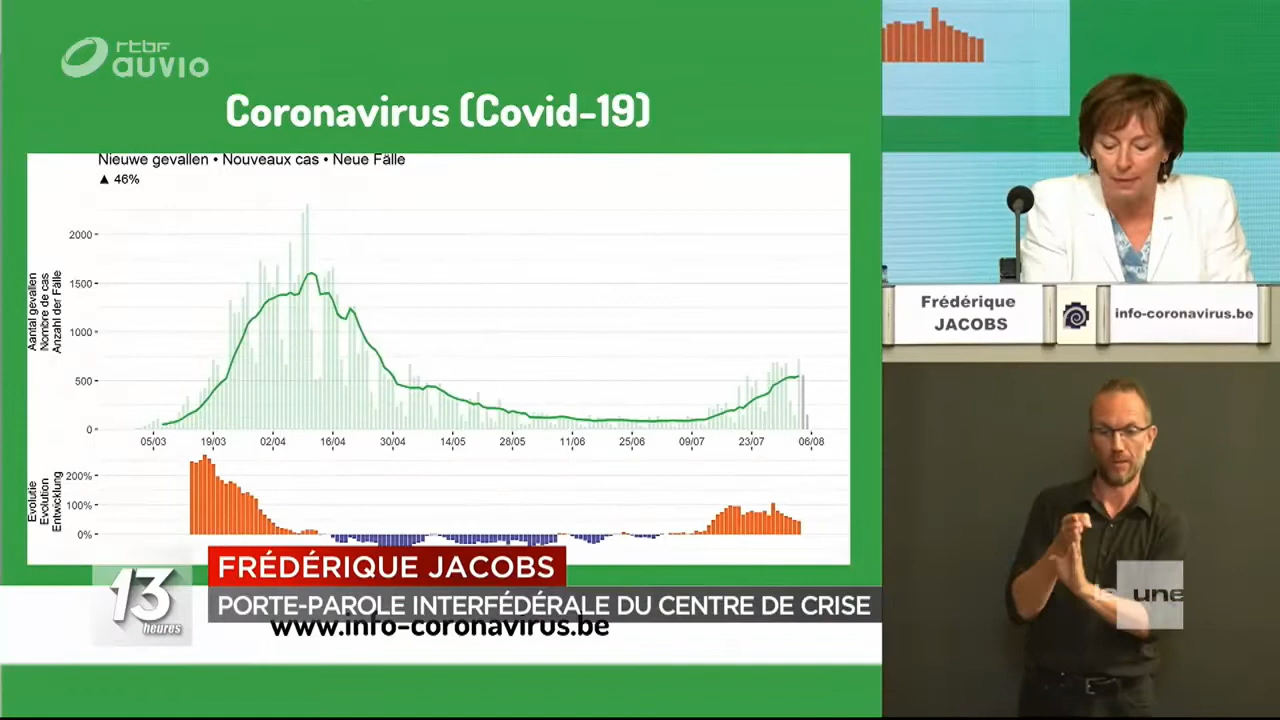 rtbf
auvio
Coronavirus (Covid-19)
Nieuwe gevallen • Nouveaux cas • Neue Fälle
▲ 46%
Aantal gevallen
Nombre de cas
Anzahl der Fälle
2000
1500
1000
500
0
05/03 19/03 02/04 16/04 30/04 14/05 28/05 11/06 25/06 09/07 23/07 06/08
Evolutie
Evolution
Entwicklung
200%
100%
0%
13
heures
FRÉDÉRIQUE JACOBS
PORTE-PAROLE INTERFÉDÉRALE DU CENTRE DE CRISE
www.info-coronavirus.be
Frédérique
JACOBS
info-coronavirus.be
la une